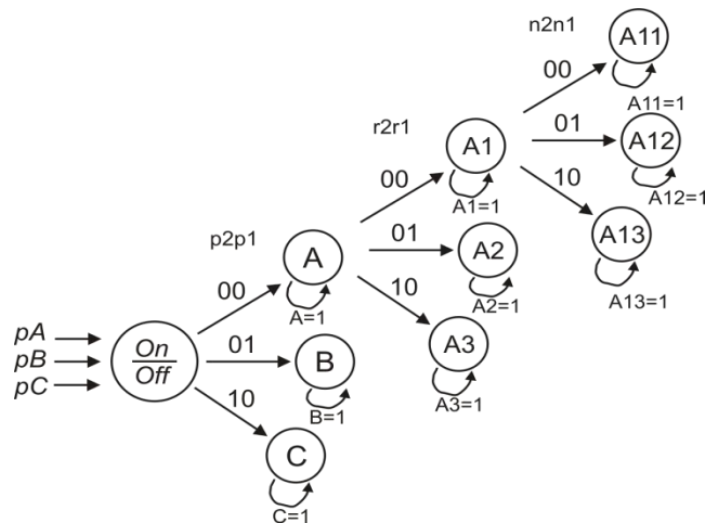 n2n1
A11
00
A11=1
r2r1
A1
01
A12
00
A1=1
10
A12=1
p2p1
A
01
A2
A13
00
A=1
10
A2=1
A13=1
pA
pB
pC
On
Off
01
B
A3
B=1
A3=1
10
C
C=1